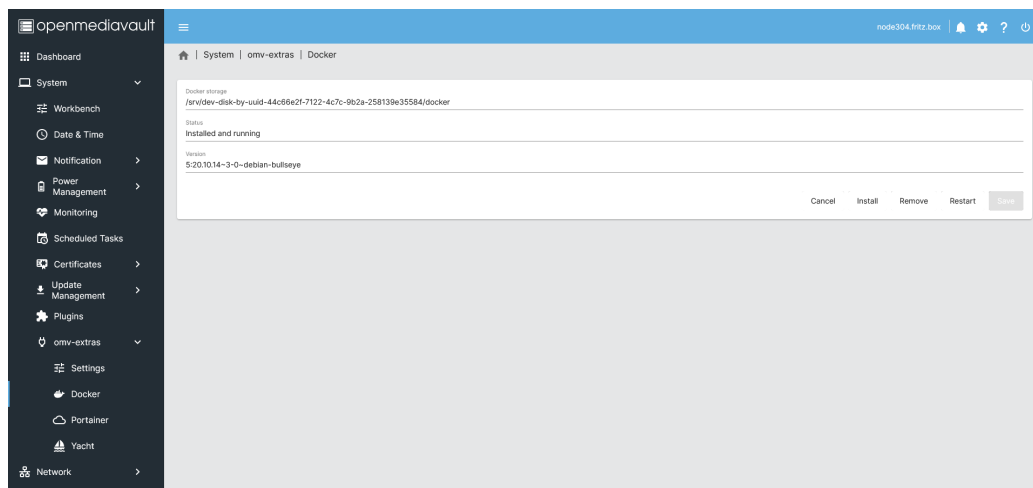 openmediavault
node304.fritz.box
Dashboard
System | omv-extras | Docker
System
Workbench
Date & Time
Notification
Power
Management
Monitoring
Scheduled Tasks
Certificates
Update
Management
Plugins
omv-extras
Settings
Docker
Portainer
Yacht
Network
Docker storage
/srv/dev-disk-by-uuid-44c66e2f-7122-4c7c-9b2a-258139e35584/docker
Status
Installed and running
Version
5:20.10.14~3-0~debian-bullseye
Cancel Install Remove Restart Save